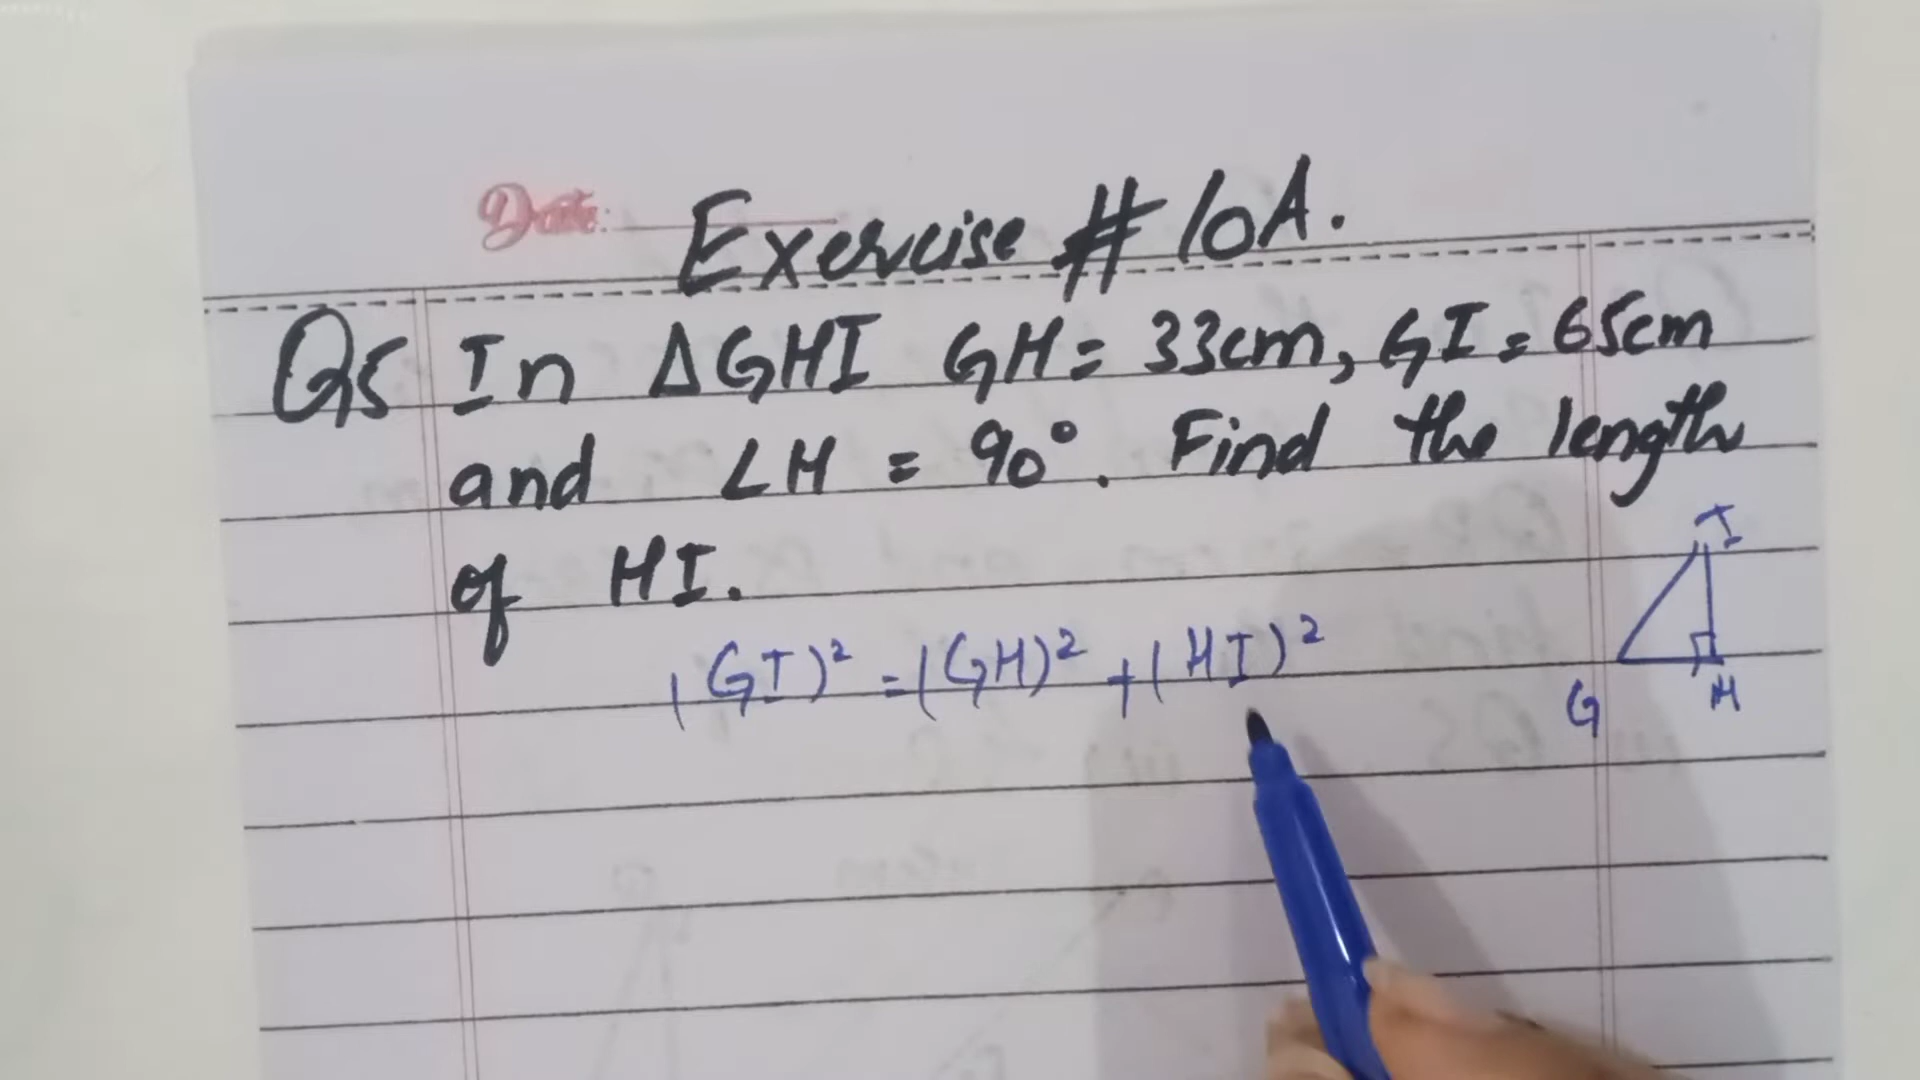 Date:
Exercise # 10A.
Q5 In ΔGHI GH = 33cm, GI = 65cm
and ∠H = 90°. Find the length
of HI.
I
(GI)² = (GH)² + (HI)²
G H